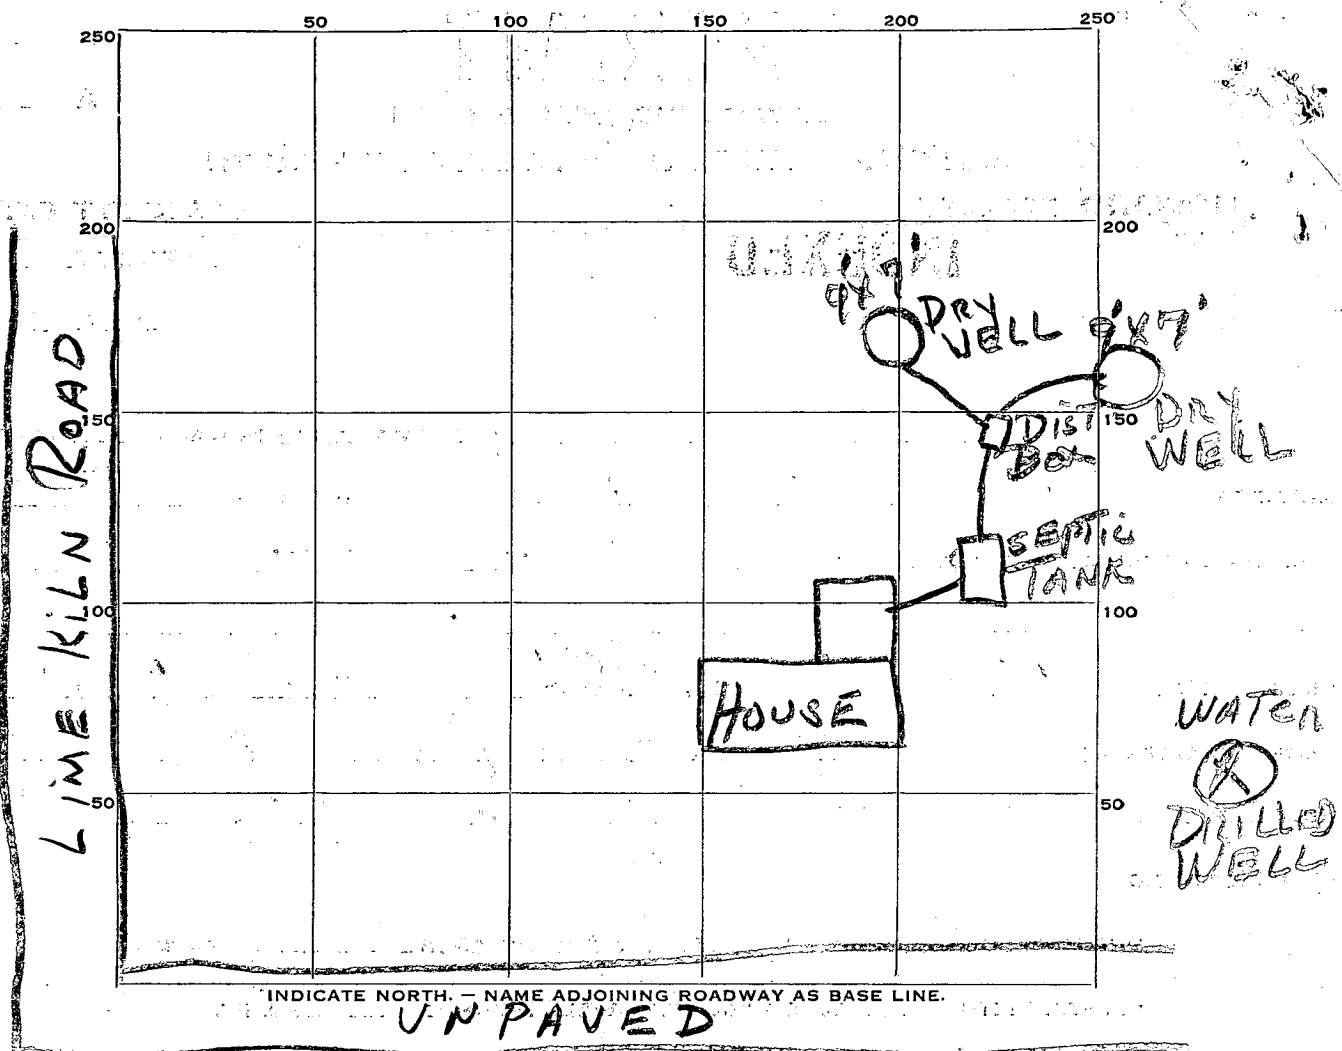 50 100 150 200 250
250
200 200
9'x7'
DRY
WELL
9'x7'
150 150
DIST
BOX
DRY
WELL
LIME KILN ROAD
SEPTIC
TANK
100 100
HOUSE
WATER
50 50
DRILLED
WELL
INDICATE NORTH. — NAME ADJOINING ROADWAY AS BASE LINE.
UNPAVED